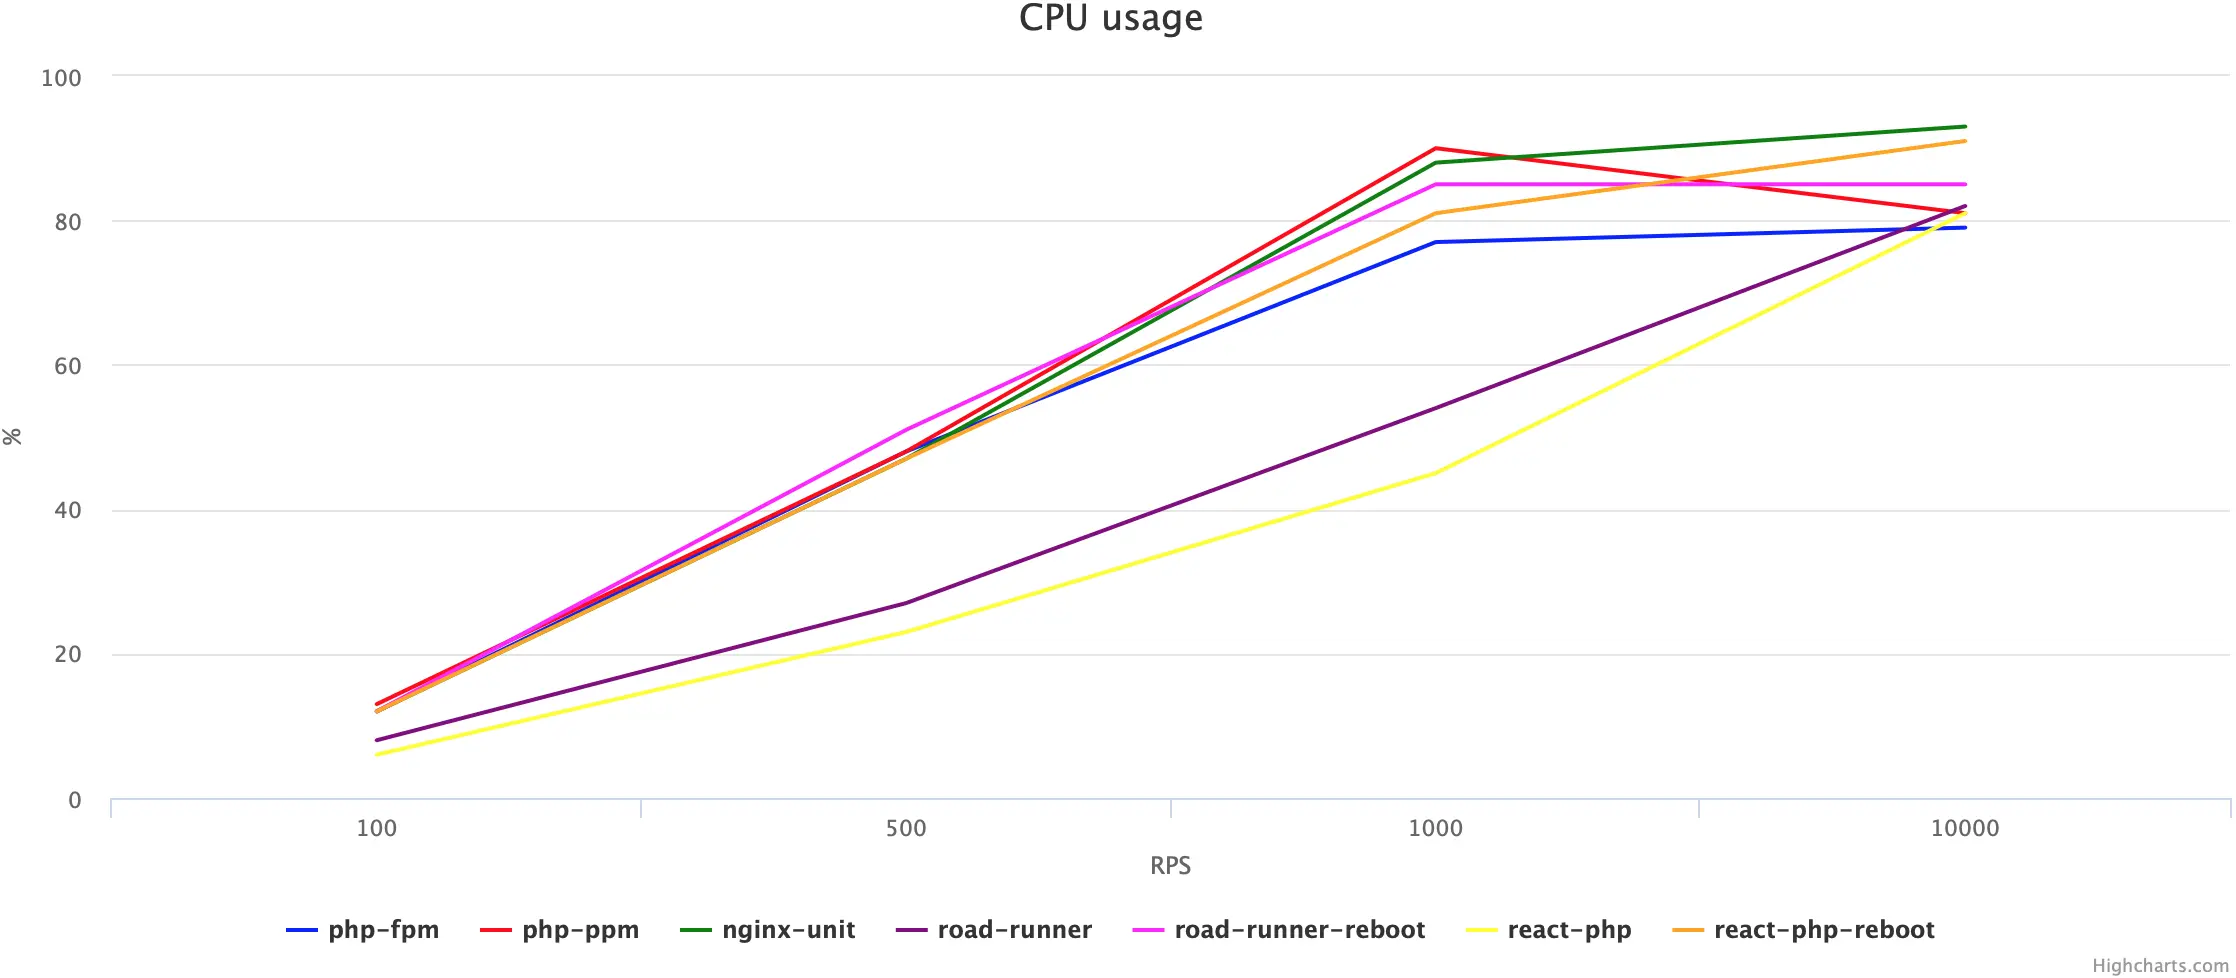 CPU usage
100
80
60
40
20
0
%
100 500 1000 10000
RPS
php-fpm php-ppm nginx-unit road-runner road-runner-reboot react-php react-php-reboot
Highcharts.com